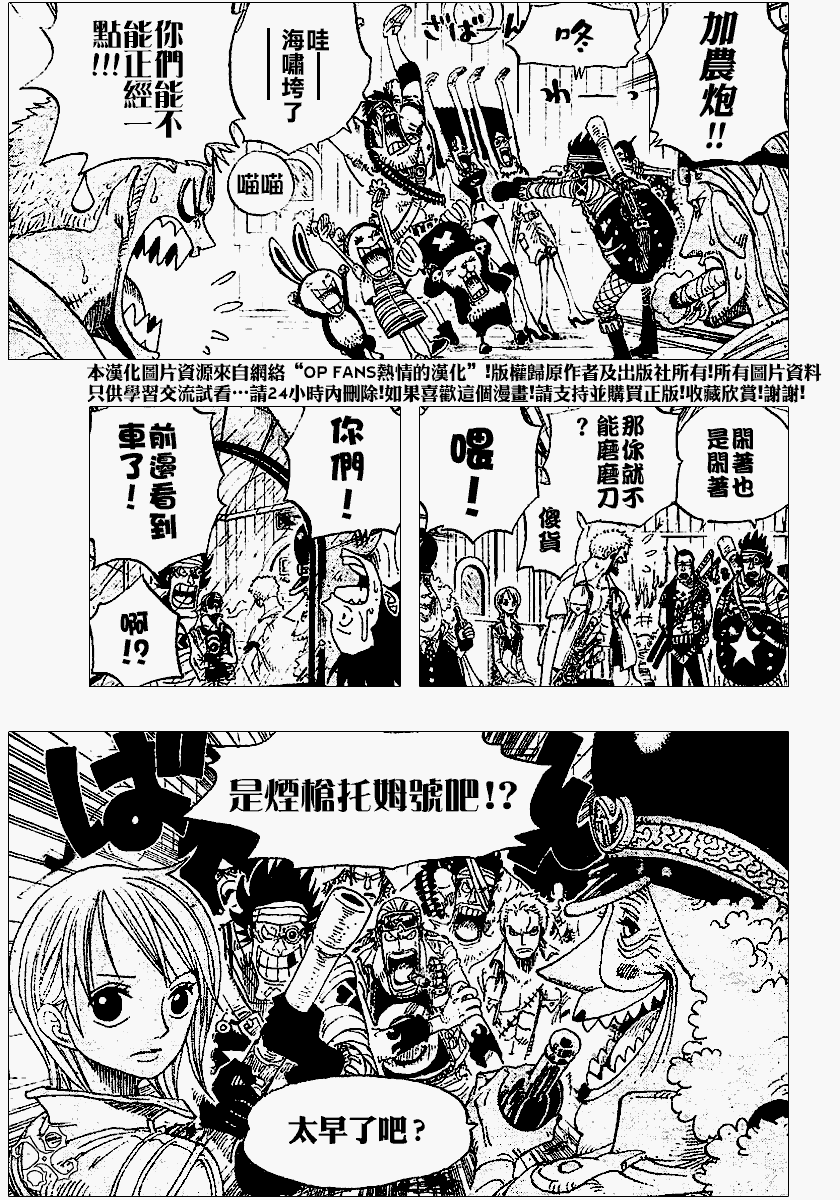 加農炮!!
咚
ざばーん
わー
哇——
——海嘯垮了
喵喵
你們能不
能正經一
點!!!
本漢化圖片資源來自網絡“OP FANS熱情的漢化”!版權歸原作者及出版社所有!所有圖片資料
只供學習交流試看…請24小時內刪除!如果喜歡這個漫畫!請支持並購買正版!收藏欣賞!謝謝!
閑著也
是閑著
那你就不
能磨磨刀
?
傻貨
喂!
你們!
前邊看到
車了!
啊!?
是煙槍托姆號吧!?
ば
太早了吧?